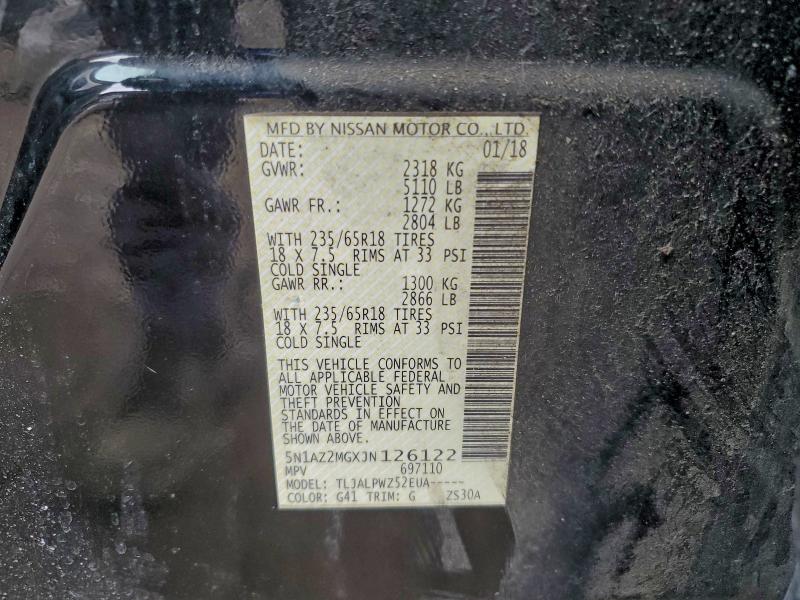 MFD BY NISSAN MOTOR CO., LTD.
DATE: 01/18
GVWR: 2318 KG
5110 LB
GAWR FR.: 1272 KG
2804 LB
WITH 235/65R18 TIRES
18 X 7.5 RIMS AT 33 PSI
COLD SINGLE
GAWR RR.: 1300 KG
2866 LB
WITH 235/65R18 TIRES
18 X 7.5 RIMS AT 33 PSI
COLD SINGLE
THIS VEHICLE CONFORMS TO
ALL APPLICABLE FEDERAL
MOTOR VEHICLE SAFETY AND
THEFT PREVENTION
STANDARDS IN EFFECT ON
THE DATE OF MANUFACTURE
SHOWN ABOVE.
5N1AZ2MGXJN126122
MPV 697110
MODEL: TLJALPWZ52EUA-----
COLOR: G41 TRIM: G ZS30A